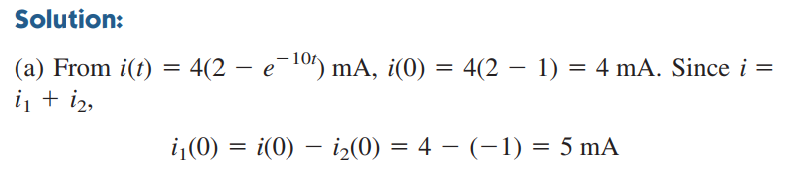 Solution:
(a) From i(t) = 4(2 − e⁻¹⁰ᵗ) mA, i(0) = 4(2 − 1) = 4 mA. Since i =
i₁ + i₂,
i₁(0) = i(0) − i₂(0) = 4 − (−1) = 5 mA